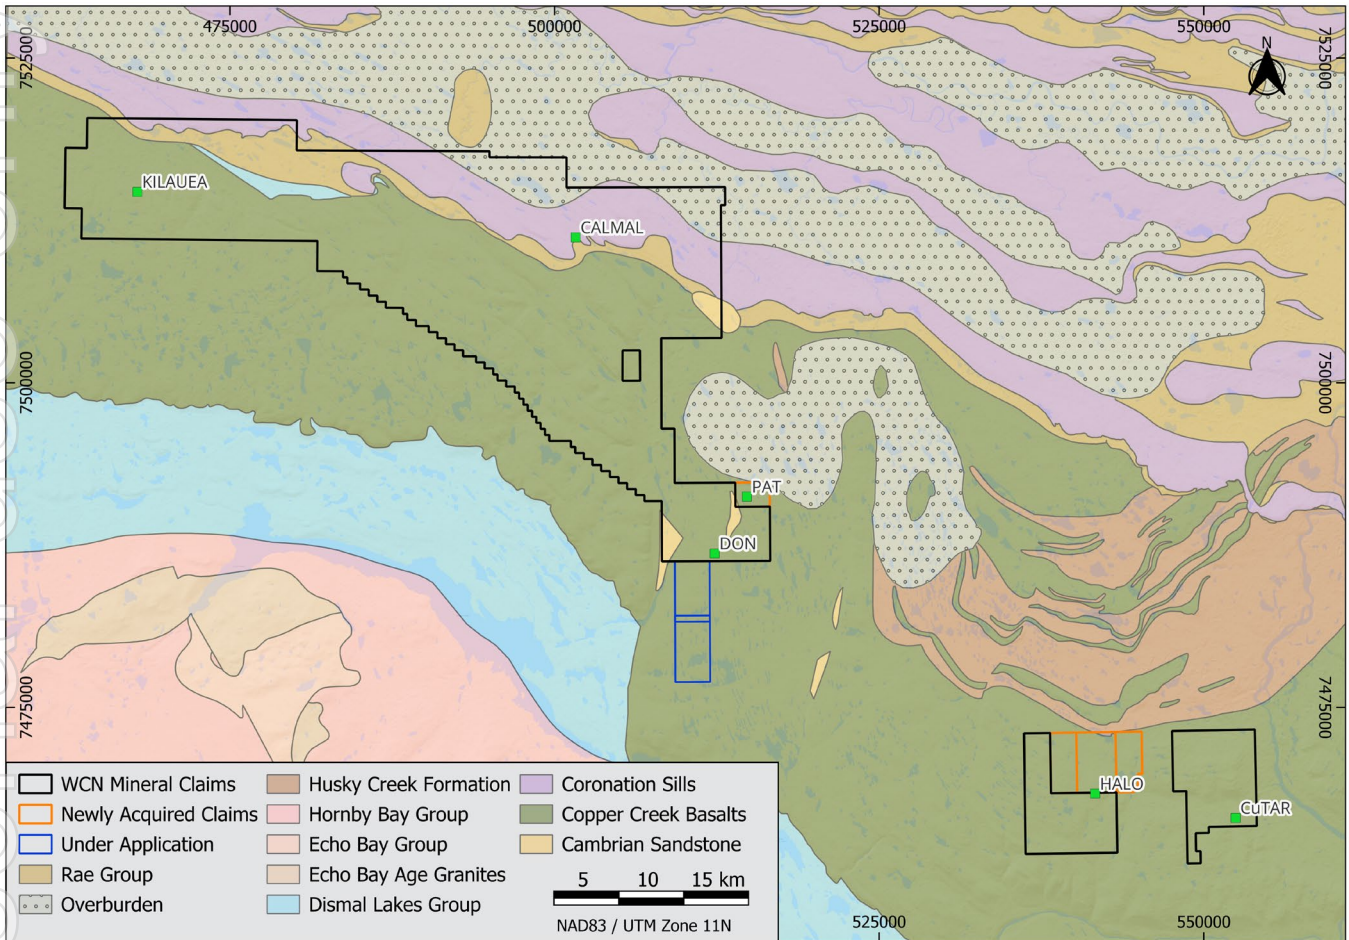 475000
500000
525000
550000
7525000
7525000
N
KILAUEA
CALMAL
7500000
7500000
PAT
DON
7475000
7475000
HALO
CuTAR
WCN Mineral Claims
Newly Acquired Claims
Under Application
Rae Group
Overburden
Husky Creek Formation
Hornby Bay Group
Echo Bay Group
Echo Bay Age Granites
Dismal Lakes Group
Coronation Sills
Copper Creek Basalts
Cambrian Sandstone
5 10 15 km
NAD83 / UTM Zone 11N
525000
550000